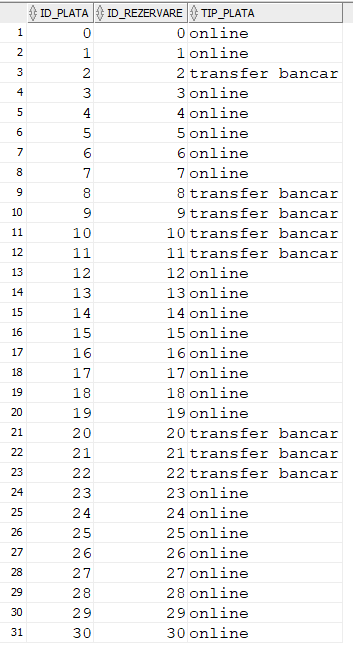 ID_PLATA ID_REZERVARE TIP_PLATA
1 0 0 online
2 1 1 online
3 2 2 transfer bancar
4 3 3 online
5 4 4 online
6 5 5 online
7 6 6 online
8 7 7 online
9 8 8 transfer bancar
10 9 9 transfer bancar
11 10 10 transfer bancar
12 11 11 transfer bancar
13 12 12 online
14 13 13 online
15 14 14 online
16 15 15 online
17 16 16 online
18 17 17 online
19 18 18 online
20 19 19 online
21 20 20 transfer bancar
22 21 21 transfer bancar
23 22 22 transfer bancar
24 23 23 online
25 24 24 online
26 25 25 online
27 26 26 online
28 27 27 online
29 28 28 online
30 29 29 online
31 30 30 online